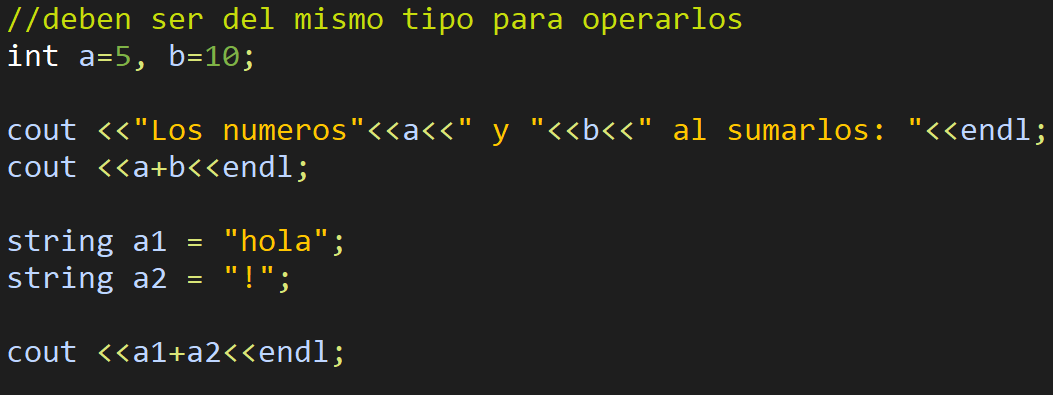 //deben ser del mismo tipo para operarlos
int a=5, b=10;
cout <<"Los numeros"<<a<<" y "<<b<<" al sumarlos: "<<endl;
cout <<a+b<<endl;
string a1 = "hola";
string a2 = "!";
cout <<a1+a2<<endl;